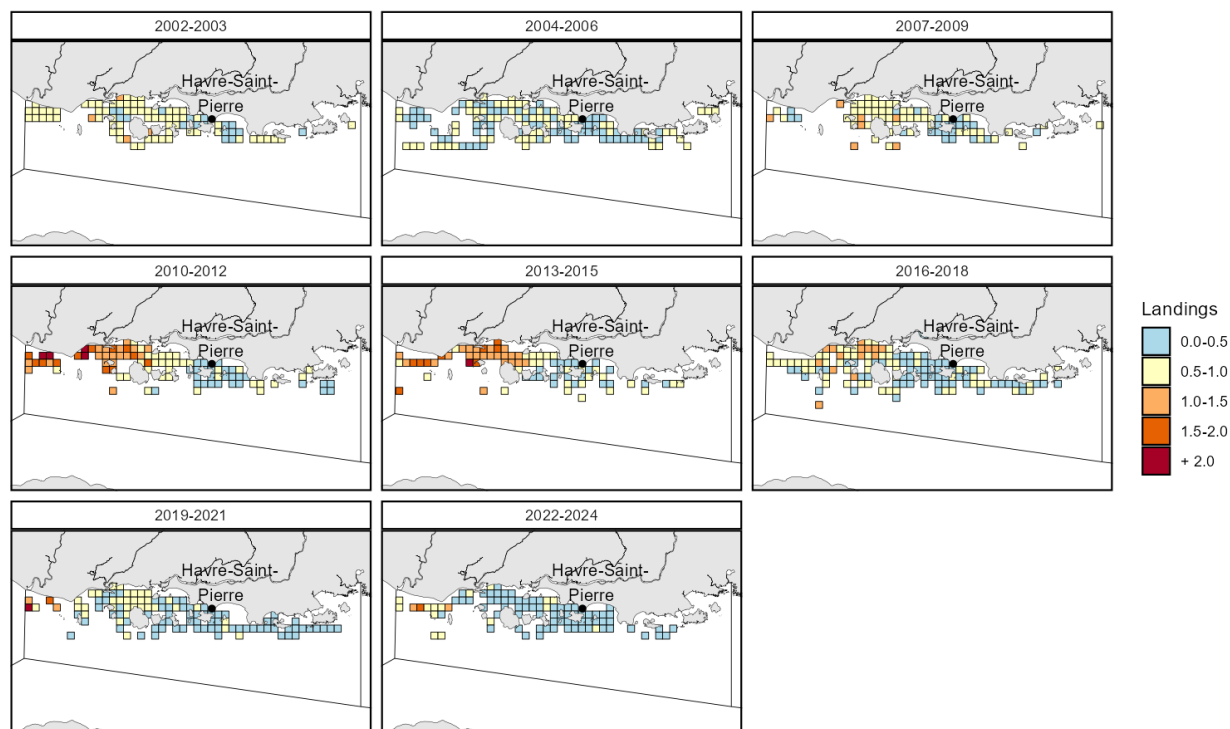 2002-2003
2004-2006
2007-2009
Havre-Saint-
Pierre
Havre-Saint-
Pierre
Havre-Saint-
Pierre
2010-2012
2013-2015
2016-2018
Havre-Saint-
Pierre
Havre-Saint-
Pierre
Havre-Saint-
Pierre
Landings
0.0-0.5
0.5-1.0
1.0-1.5
1.5-2.0
+ 2.0
2019-2021
2022-2024
Havre-Saint-
Pierre
Havre-Saint-
Pierre